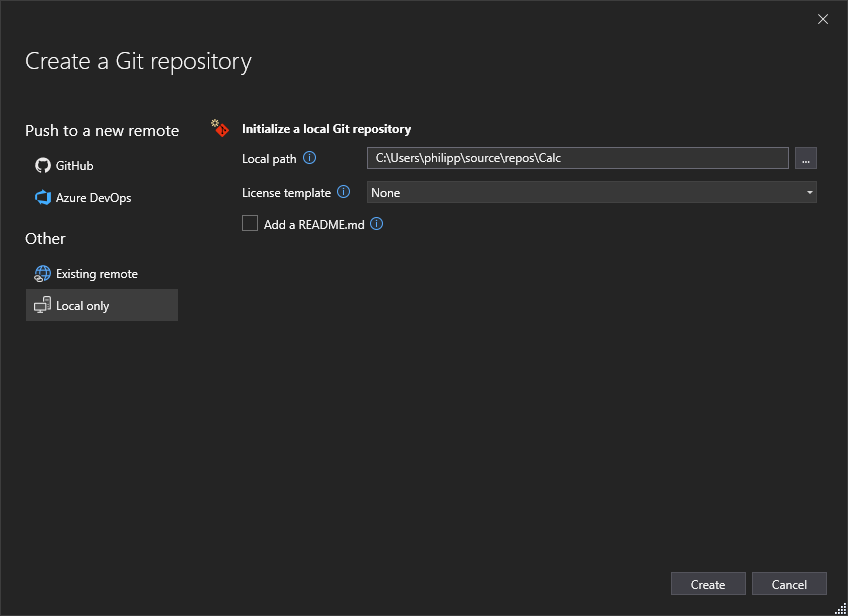 Create a Git repository
Push to a new remote
GitHub
Azure DevOps
Other
Existing remote
Local only
Initialize a local Git repository
Local path
C:\Users\philipp\source\repos\Calc
...
License template
None
Add a README.md
Create
Cancel